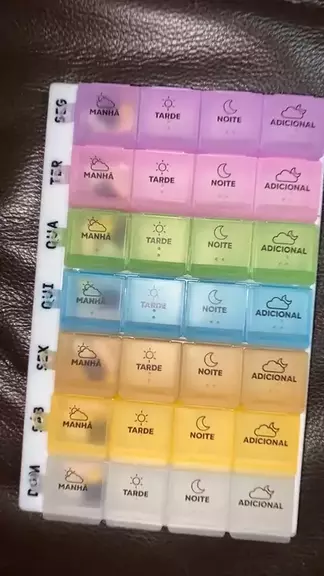 SEG MANHÃ TARDE NOITE ADICIONAL
TER MANHÃ TARDE NOITE ADICIONAL
QUA MANHÃ TARDE NOITE ADICIONAL
QUI MANHÃ TARDE NOITE ADICIONAL
SEX MANHÃ TARDE NOITE ADICIONAL
SAB MANHÃ TARDE NOITE ADICIONAL
DOM MANHÃ TARDE NOITE ADICIONAL